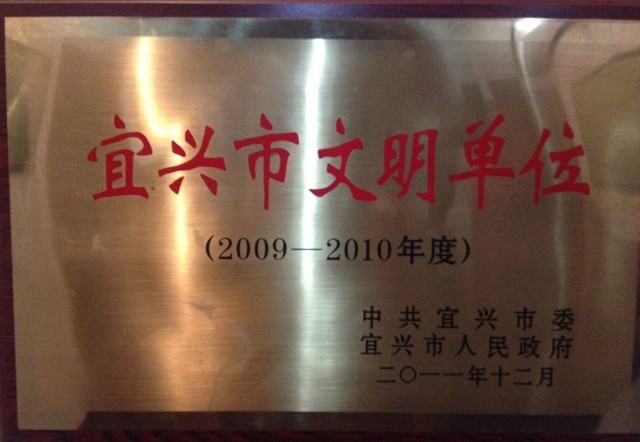 宜兴市文明单位
(2009—2010年度)
中共宜兴市委
宜兴市人民政府
二〇一一年十二月